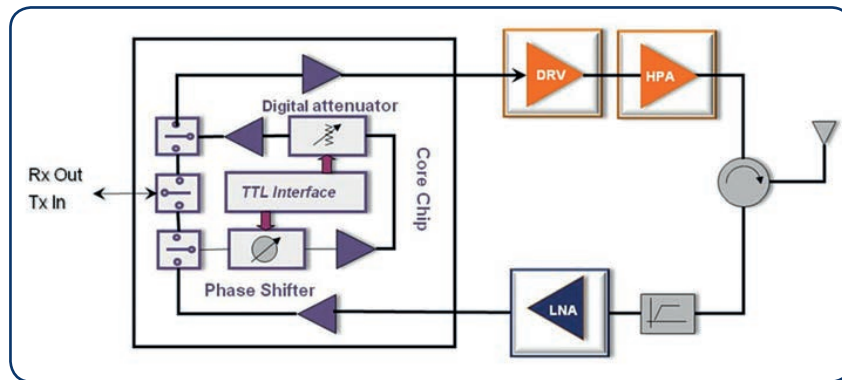 DRV
HPA
Digital attenuator
Rx Out
Tx In
TTL Interface
Core Chip
Phase Shifter
LNA